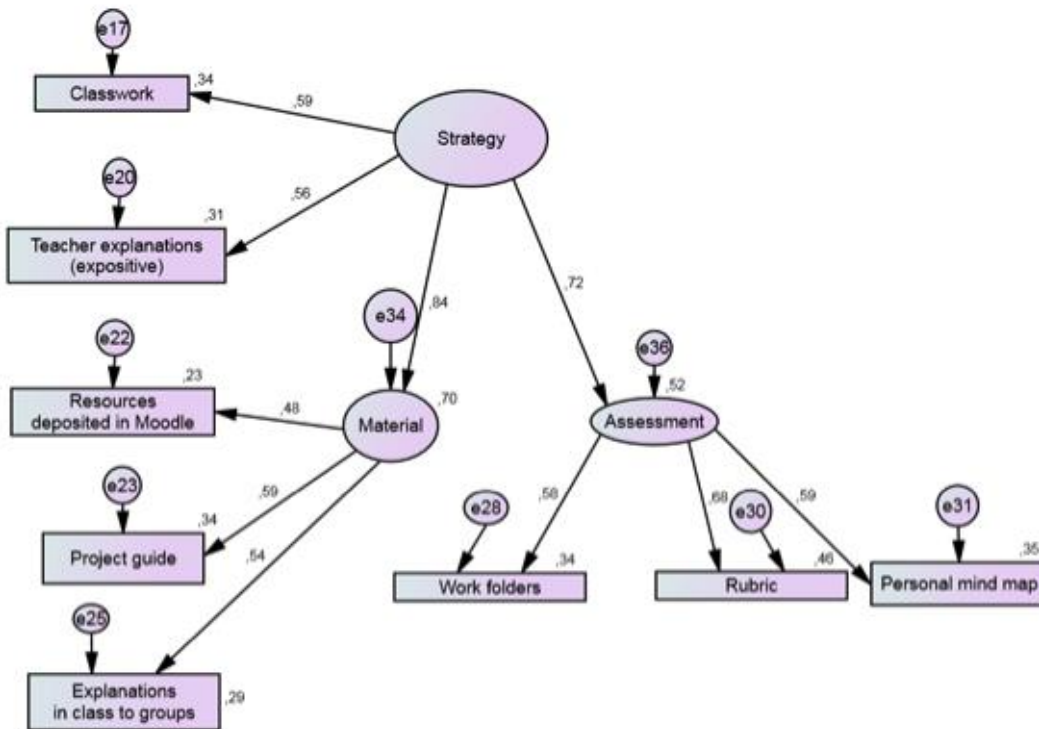 e17
,34
Classwork
,59
Strategy
e20
,56
,31
Teacher explanations
(expositive)
,72
e34
,84
e22
e36
,23
,52
Resources
deposited in Moodle
,48
Material
,70
Assessment
e23
,59
,58
,68
,59
e28
e30
e31
,34
Project guide
,54
,34
,46
,35
Work folders
Rubric
Personal mind map
e25
Explanations
in class to groups
,29